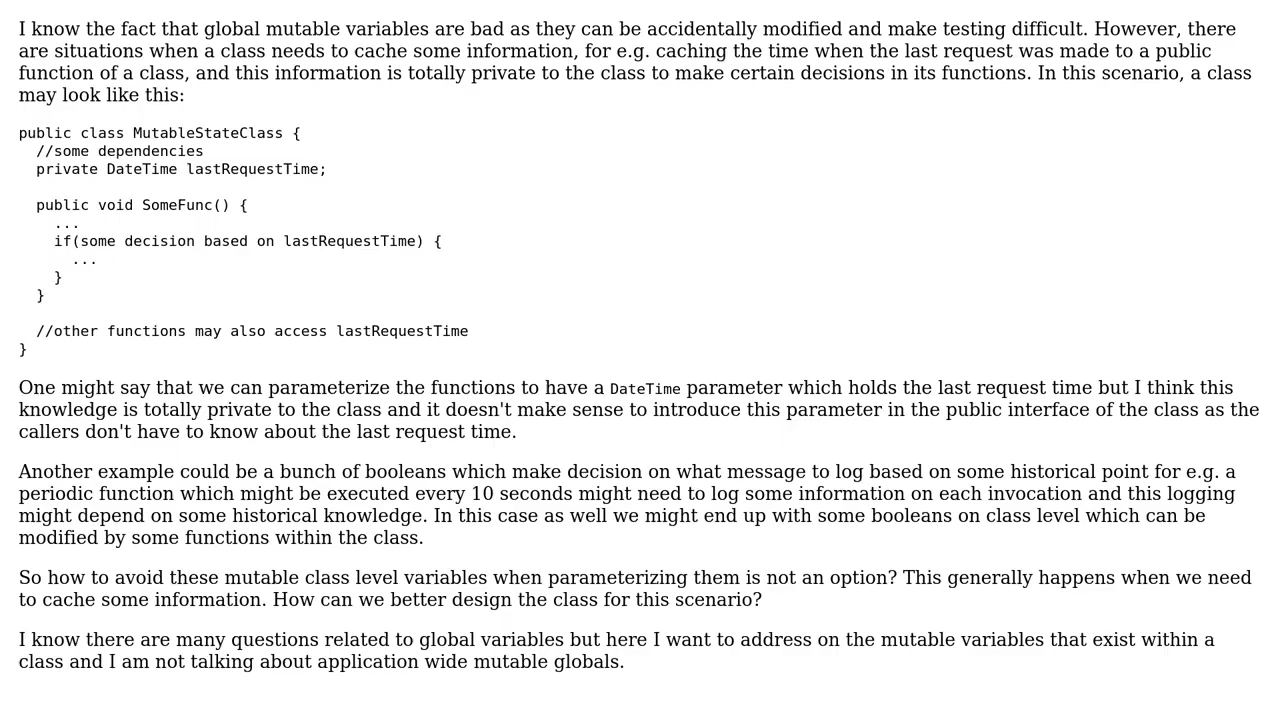 I know the fact that global mutable variables are bad as they can be accidentally modified and make testing difficult. However, there
are situations when a class needs to cache some information, for e.g. caching the time when the last request was made to a public
function of a class, and this information is totally private to the class to make certain decisions in its functions. In this scenario, a class
may look like this:
public class MutableStateClass {
  //some dependencies
  private DateTime lastRequestTime;
  public void SomeFunc() {
    ...
    if(some decision based on lastRequestTime) {
      ...
    }
  }
  //other functions may also access lastRequestTime
}
One might say that we can parameterize the functions to have a DateTime parameter which holds the last request time but I think this
knowledge is totally private to the class and it doesn't make sense to introduce this parameter in the public interface of the class as the
callers don't have to know about the last request time.
Another example could be a bunch of booleans which make decision on what message to log based on some historical point for e.g. a
periodic function which might be executed every 10 seconds might need to log some information on each invocation and this logging
might depend on some historical knowledge. In this case as well we might end up with some booleans on class level which can be
modified by some functions within the class.
So how to avoid these mutable class level variables when parameterizing them is not an option? This generally happens when we need
to cache some information. How can we better design the class for this scenario?
I know there are many questions related to global variables but here I want to address on the mutable variables that exist within a
class and I am not talking about application wide mutable globals.